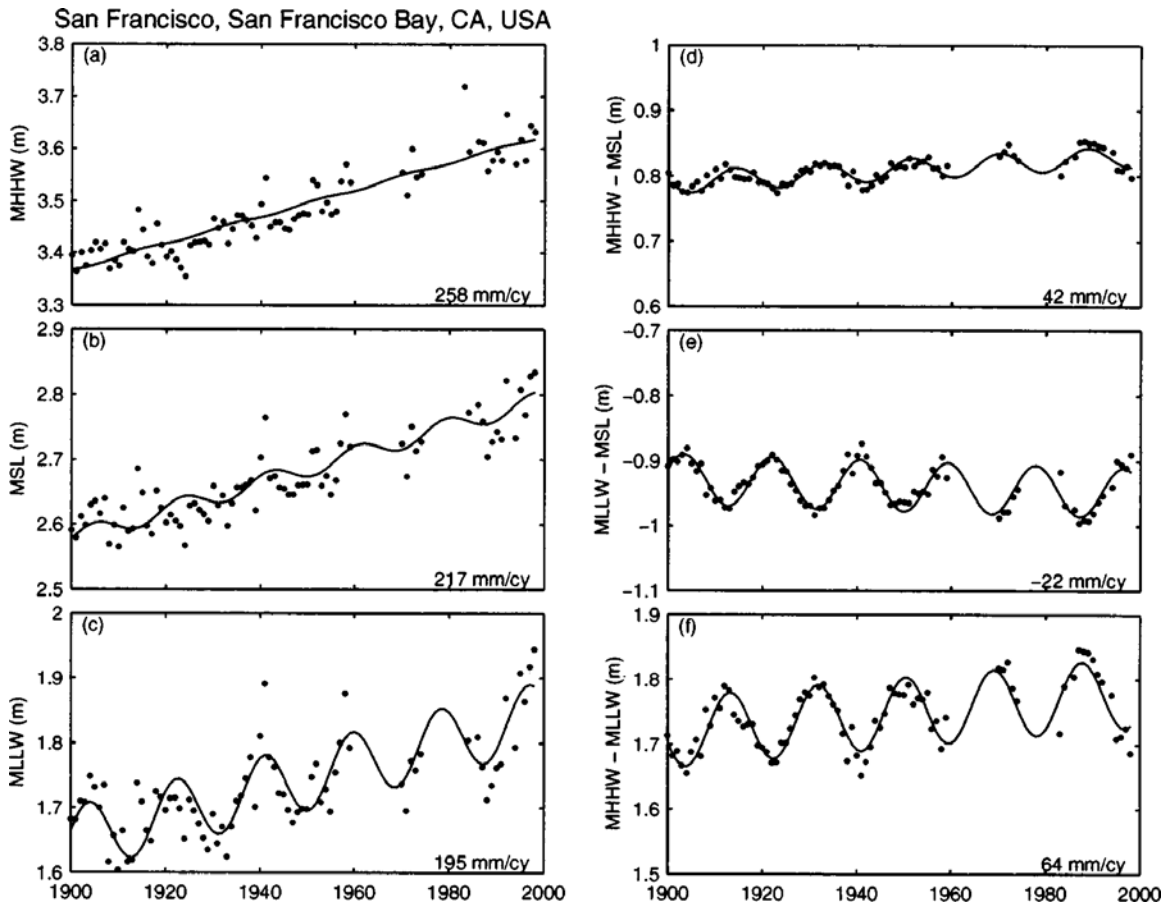 San Francisco, San Francisco Bay, CA, USA
(a)
MHHW (m)
3.8
3.7
3.6
3.5
3.4
3.3
258 mm/cy
(b)
MSL (m)
2.9
2.8
2.7
2.6
2.5
217 mm/cy
(c)
MLLW (m)
2
1.9
1.8
1.7
1.6
195 mm/cy
1900 1920 1940 1960 1980 2000
(d)
MHHW – MSL (m)
1
0.9
0.8
0.7
0.6
42 mm/cy
(e)
MLLW – MSL (m)
–0.7
–0.8
–0.9
–1
–1.1
–22 mm/cy
(f)
MHHW – MLLW (m)
1.9
1.8
1.7
1.6
1.5
64 mm/cy
1900 1920 1940 1960 1980 2000